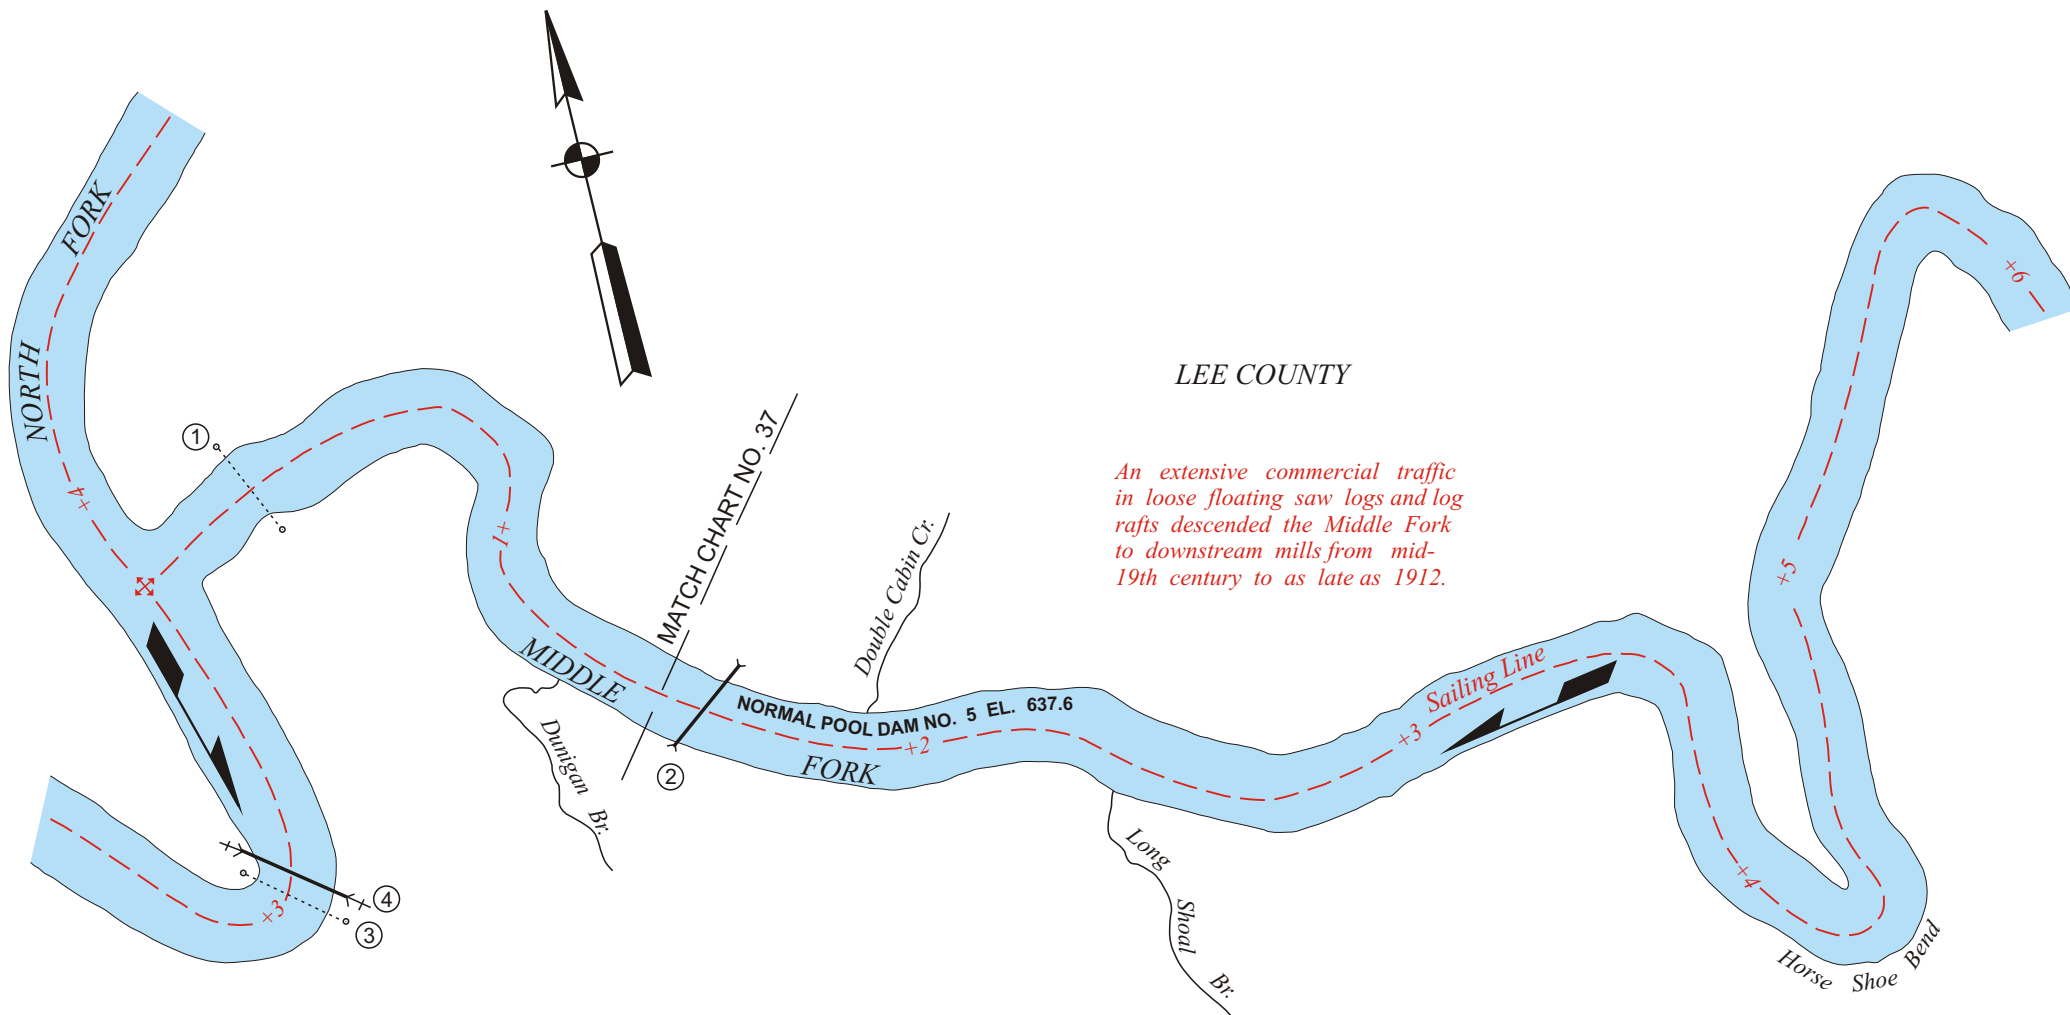 NORTH FORK
+4
1
+1
MIDDLE FORK
MATCH CHART NO. 37
2
Dunigan Br.
Double Cabin Cr.
NORMAL POOL DAM NO. 5 EL. 637.6
+2
LEE COUNTY
An extensive commercial traffic
in loose floating saw logs and log
rafts descended the Middle Fork
to downstream mills from mid-
19th century to as late as 1912.
Sailing Line
+3
Long Shoal Br.
+4
Horse Shoe Bend
+5
+6
+3
4
3